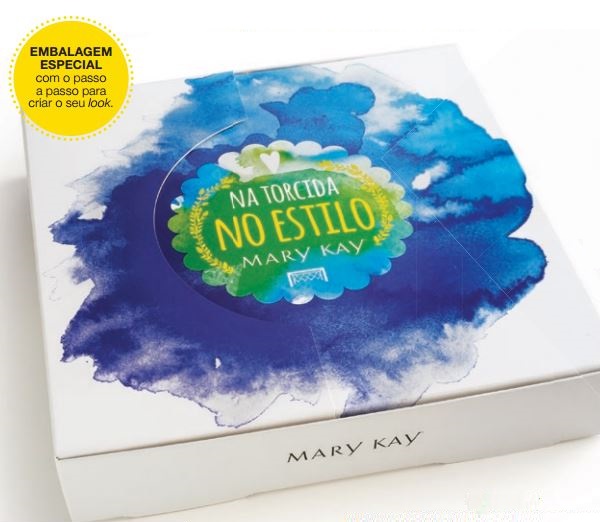 EMBALAGEM
ESPECIAL
com o passo
a passo para
criar o seu look.
NA TORCIDA
NO ESTILO
MARY KAY
MARY KAY